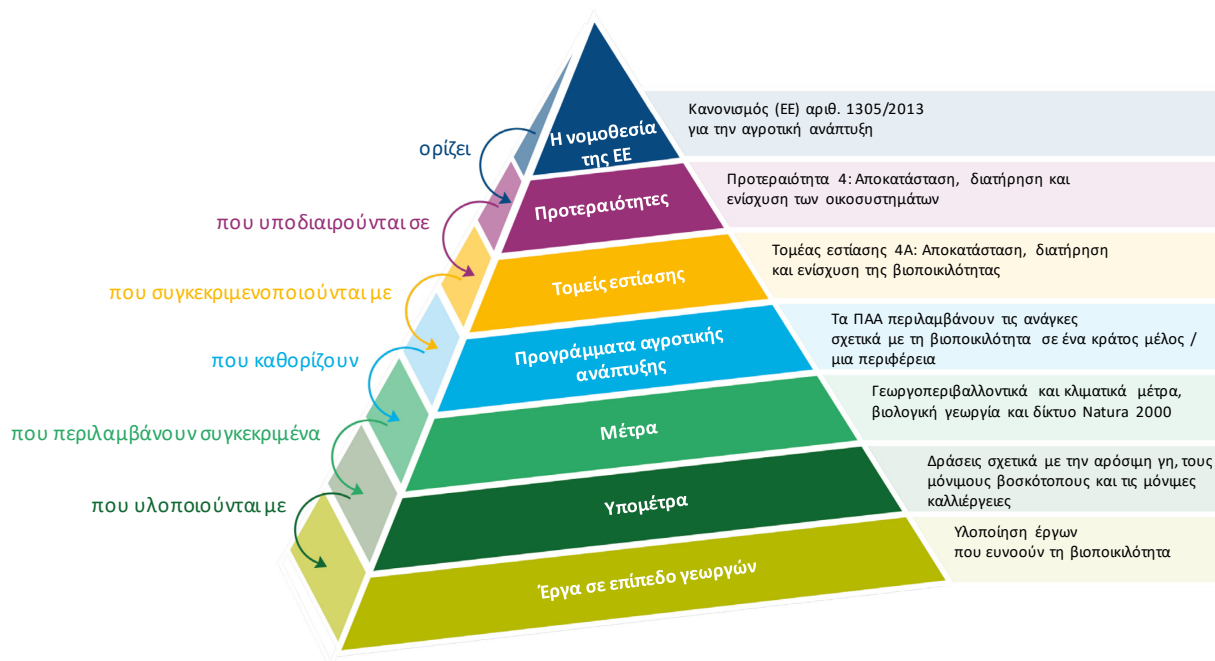 Κανονισμός (ΕΕ) αριθ. 1305/2013
για την αγροτική ανάπτυξη
Η νομοθεσία
της ΕΕ
ορίζει
Προτεραιότητα 4: Αποκατάσταση, διατήρηση και
ενίσχυση των οικοσυστημάτων
Προτεραιότητες
που υποδιαιρούνται σε
Τομέας εστίασης 4Α: Αποκατάσταση, διατήρηση
και ενίσχυση της βιοποικιλότητας
Τομείς εστίασης
που συγκεκριμενοποιούνται με
Τα ΠΑΑ περιλαμβάνουν τις ανάγκες
σχετικά με τη βιοποικιλότητα σε ένα κράτος μέλος /
μια περιφέρεια
Προγράμματα αγροτικής
ανάπτυξης
που καθορίζουν
Γεωργοπεριβαλλοντικά και κλιματικά μέτρα,
βιολογική γεωργία και δίκτυο Natura 2000
Μέτρα
που περιλαμβάνουν συγκεκριμένα
Δράσεις σχετικά με την αρόσιμη γη, τους
μόνιμους βοσκότοπους και τις μόνιμες
καλλιέργειες
Υπομέτρα
που υλοποιούνται με
Υλοποίηση έργων
που ευνοούν τη βιοποικιλότητα
Έργα σε επίπεδο γεωργών